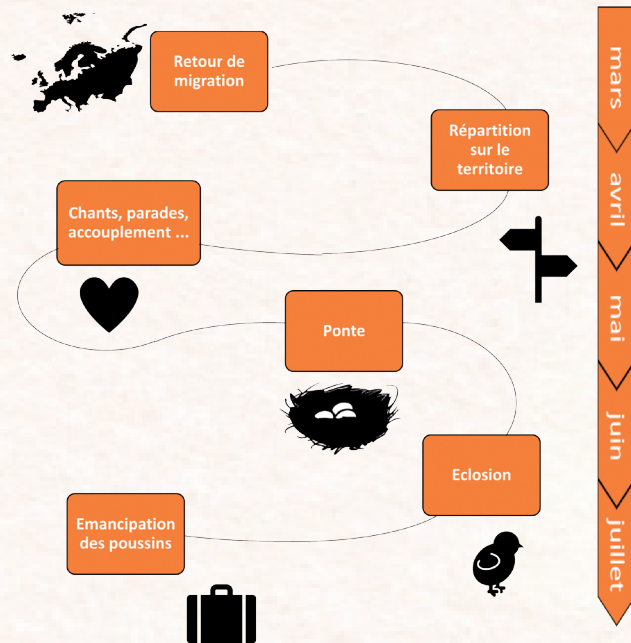 Retour de
migration
Répartition
sur le
territoire
Chants, parades,
accouplement ...
Ponte
Eclosion
Emancipation
des poussins
mars
avril
mai
juin
juillet